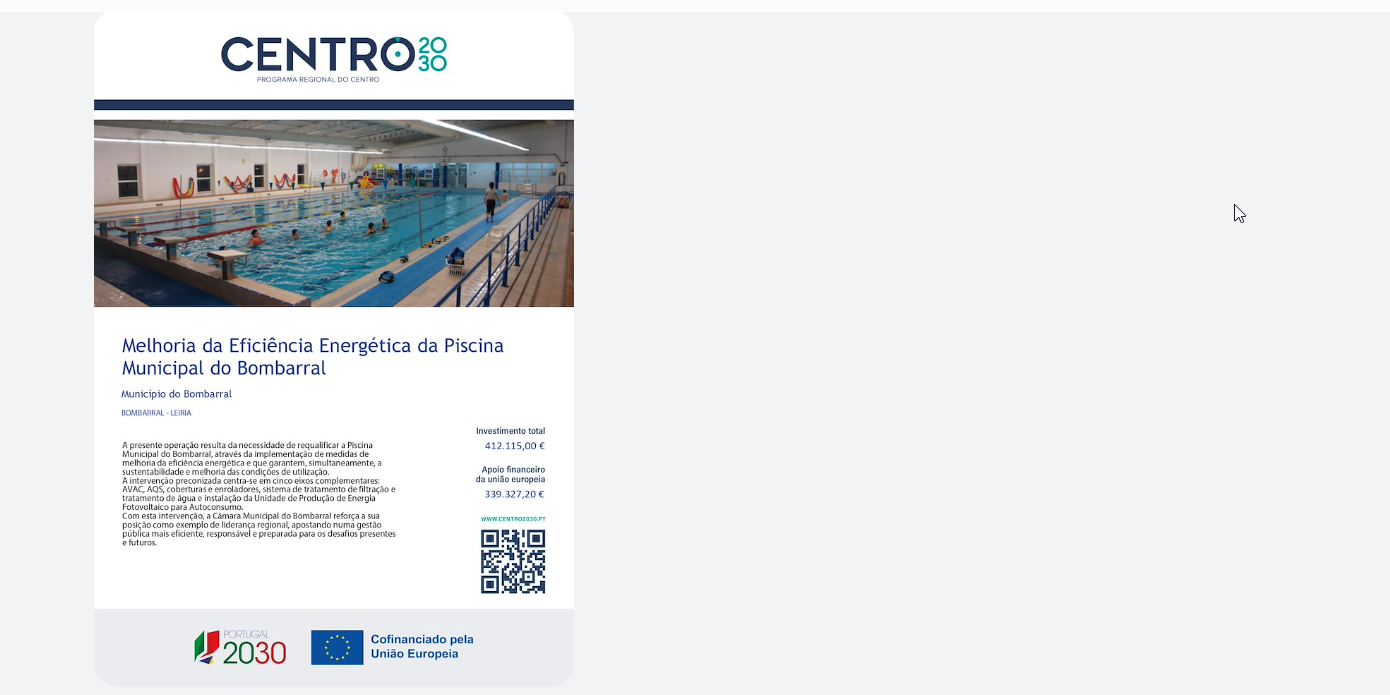 CENTRO 2030
PROGRAMA REGIONAL DO CENTRO
Melhoria da Eficiência Energética da Piscina
Municipal do Bombarral
Município do Bombarral
BOMBARRAL - LEIRIA
A presente operação resulta da necessidade de requalificar a Piscina
Municipal do Bombarral, através da implementação de medidas de
melhoria da eficiência energética e que garantem, simultaneamente, a
sustentabilidade e melhoria das condições de utilização.
A intervenção preconizada centra-se em cinco eixos complementares:
AVAC, AQS, coberturas e enroladores, sistema de tratamento de filtração e
tratamento de água e instalação da Unidade de Produção de Energia
Fotovoltaico para Autoconsumo.
Com esta intervenção, a Câmara Municipal do Bombarral reforça a sua
posição como exemplo de liderança regional, apostando numa gestão
pública mais eficiente, responsável e preparada para os desafios presentes
e futuros.
Investimento total
412.115,00 €
Apoio financeiro
da união europeia
339.327,20 €
WWW.CENTRO2030.PT
PORTUGAL
2030
Cofinanciado pela
União Europeia